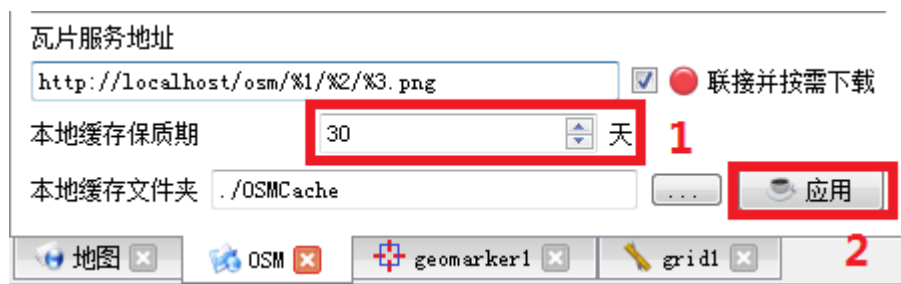 瓦片服务地址
http://localhost/osm/%1/%2/%3.png 联接并按需下载
本地缓存保质期 30 天 1
本地缓存文件夹 ./OSMCache ... 应用
地图 OSM geomarker1 grid1 2